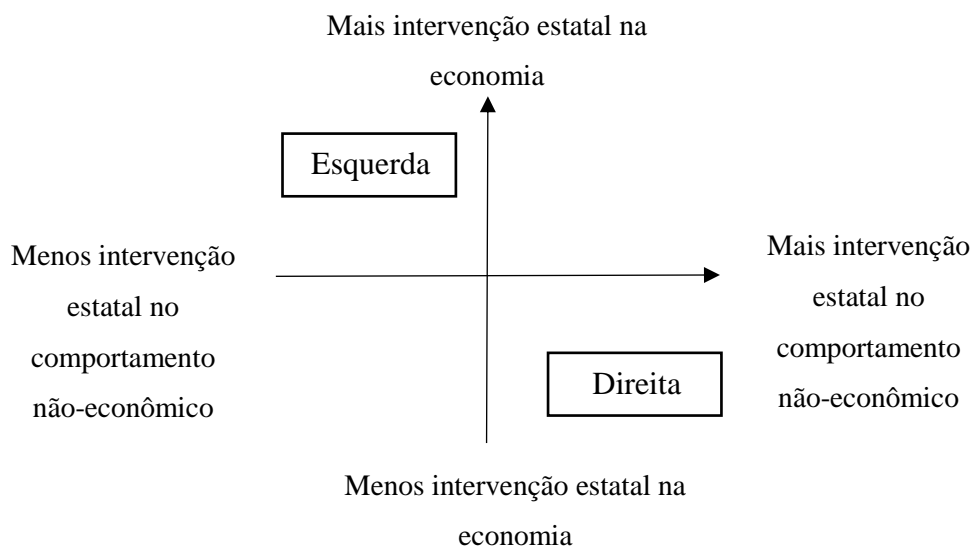 Mais intervenção estatal na
economia
Esquerda
Menos intervenção
estatal no
comportamento
não-econômico
Mais intervenção
estatal no
comportamento
não-econômico
Direita
Menos intervenção estatal na
economia